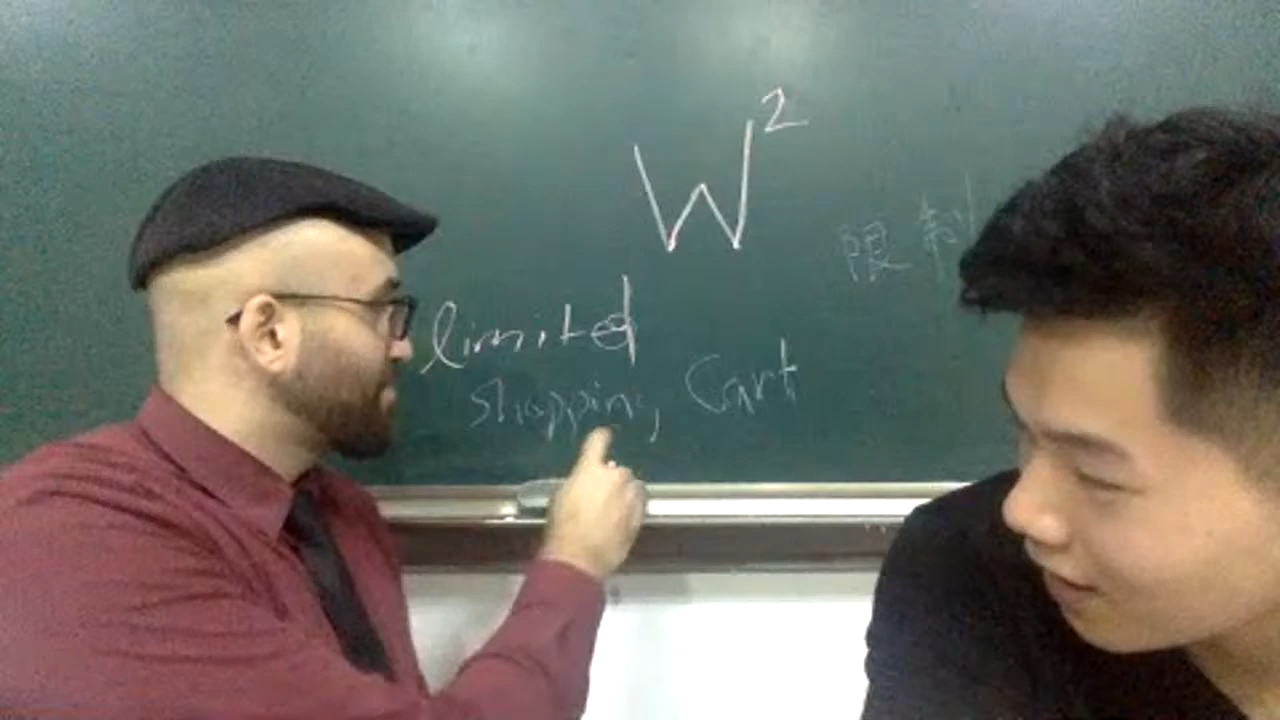 W²
限制
limited
shopping Cart